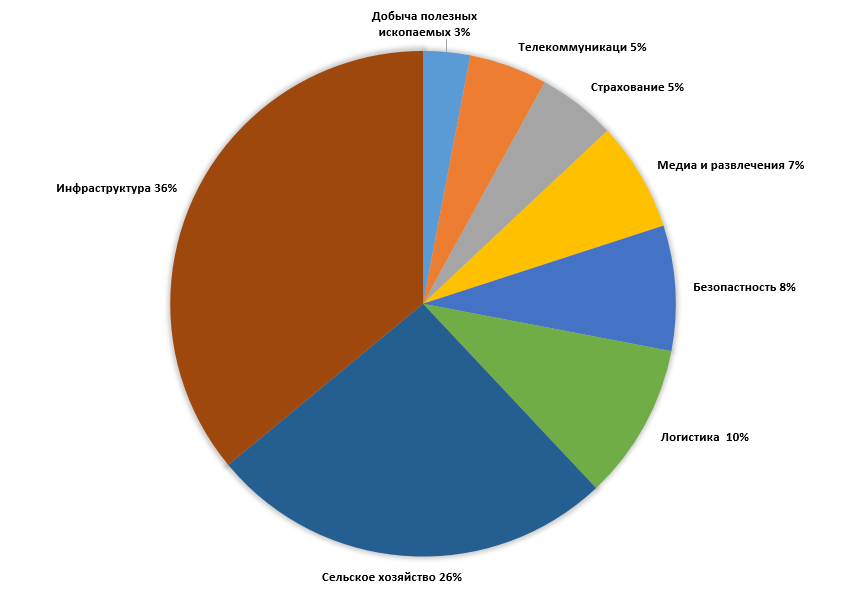 Добыча полезных
ископаемых 3%
Телекоммуникаци 5%
Страхование 5%
Медиа и развлечения 7%
Безопастность 8%
Логистика  10%
Сельское хозяйство 26%
Инфраструктура 36%